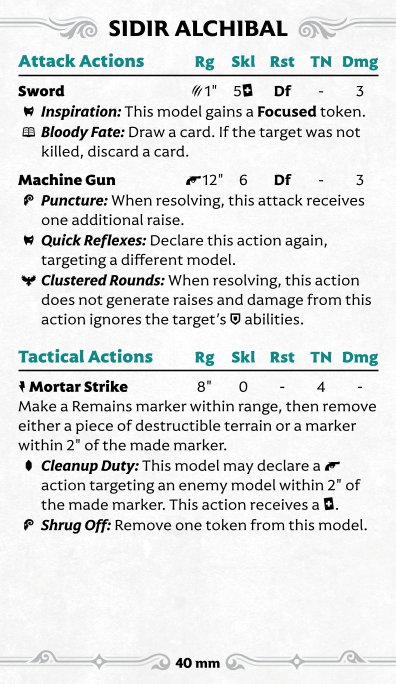 SIDIR ALCHIBAL
Attack Actions Rg Skl Rst TN Dmg
Sword 1" 5 Df - 3
Inspiration: This model gains a Focused token.
Bloody Fate: Draw a card. If the target was not
killed, discard a card.
Machine Gun 12" 6 Df - 3
Puncture: When resolving, this attack receives
one additional raise.
Quick Reflexes: Declare this action again,
targeting a different model.
Clustered Rounds: When resolving, this action
does not generate raises and damage from this
action ignores the target's abilities.
Tactical Actions Rg Skl Rst TN Dmg
Mortar Strike 8" 0 - 4 -
Make a Remains marker within range, then remove
either a piece of destructible terrain or a marker
within 2" of the made marker.
Cleanup Duty: This model may declare a
action targeting an enemy model within 2" of
the made marker. This action receives a .
Shrug Off: Remove one token from this model.
40 mm